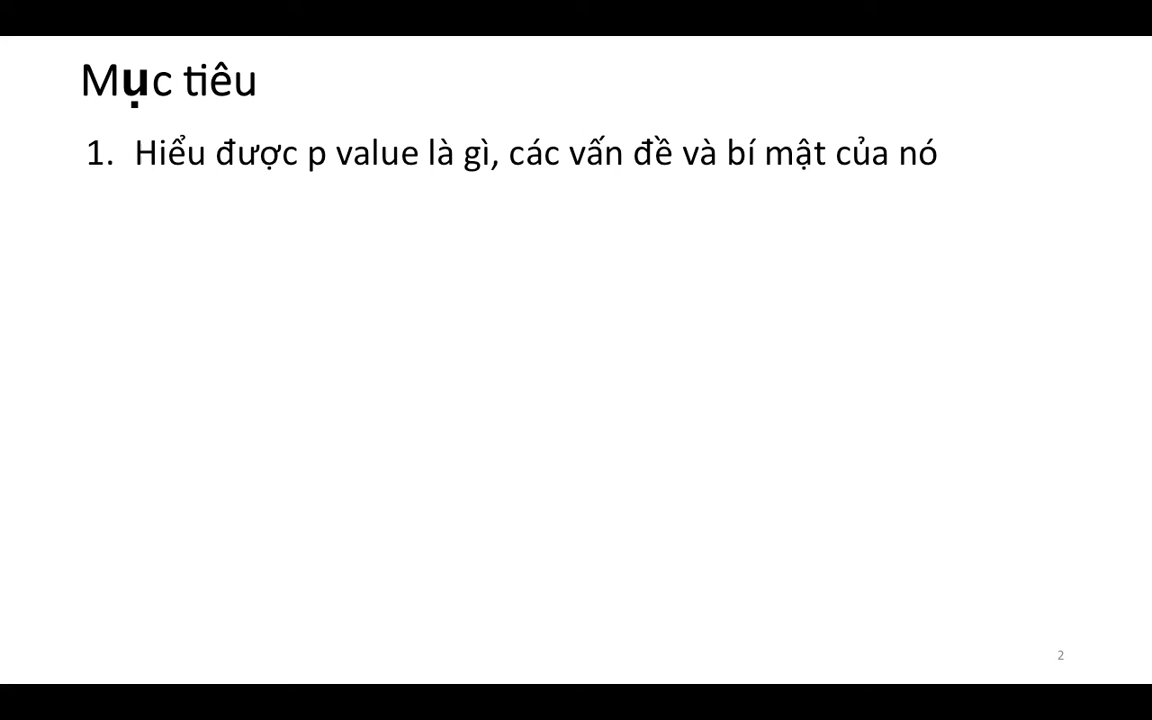 Mục tiêu
1. Hiểu được p value là gì, các vấn đề và bí mật của nó
2